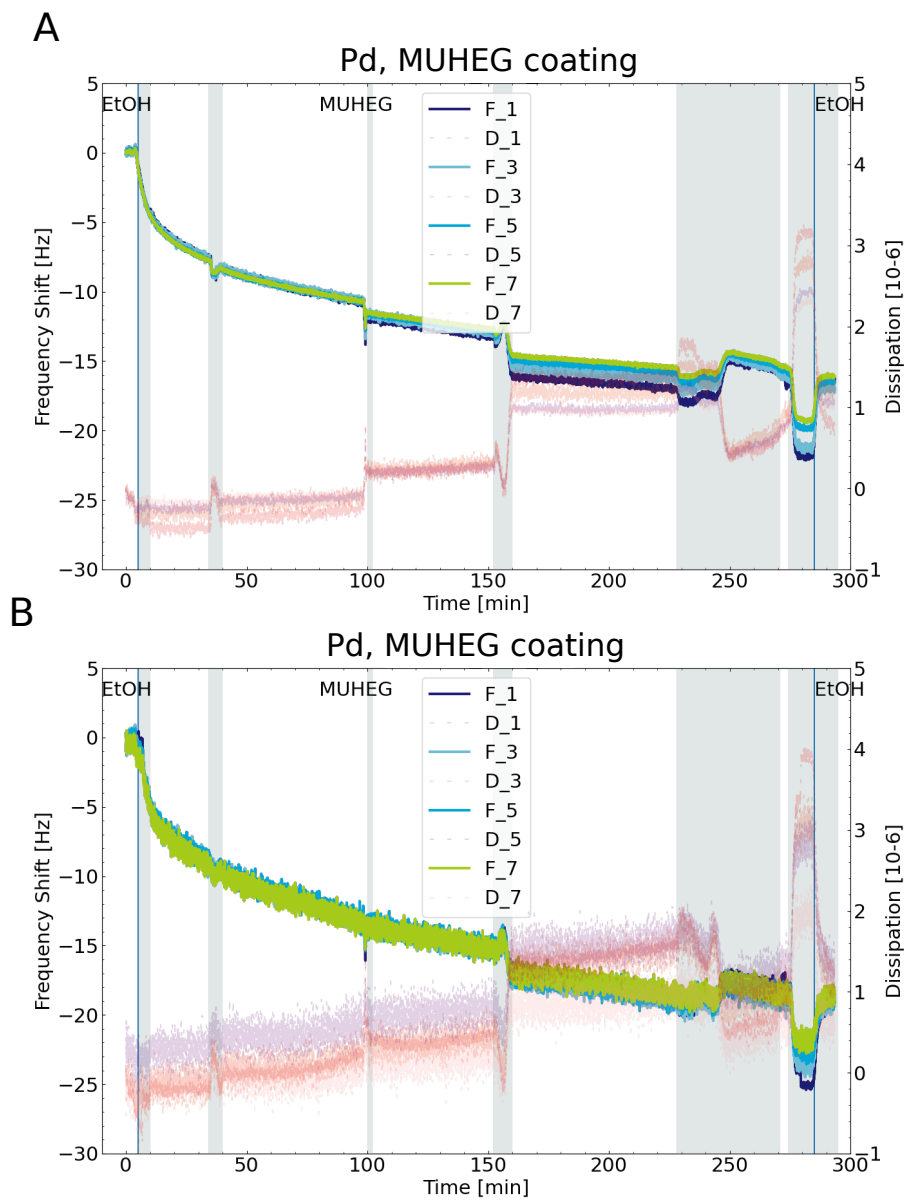 A
Pd, MUHEG coating
EtOH
MUHEG
EtOH
F_1
D_1
F_3
D_3
F_5
D_5
F_7
D_7
5
0
−5
−10
−15
−20
−25
−30
Frequency Shift [Hz]
5
4
3
2
1
0
−1
Dissipation [10-6]
0
50
100
150
200
250
300
Time [min]
B
Pd, MUHEG coating
EtOH
MUHEG
EtOH
F_1
D_1
F_3
D_3
F_5
D_5
F_7
D_7
5
0
−5
−10
−15
−20
−25
−30
Frequency Shift [Hz]
5
4
3
2
1
0
−1
Dissipation [10-6]
0
50
100
150
200
250
300
Time [min]